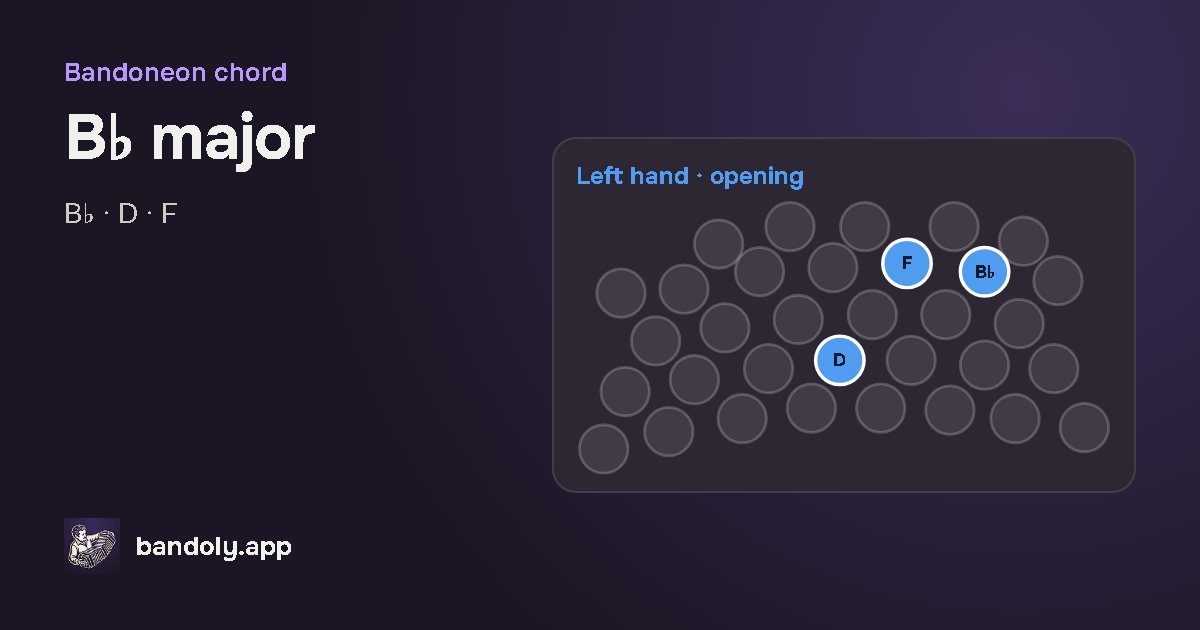 Bandoneon chord
B♭ major
B♭ · D · F
Left hand · opening
F
B♭
D
bandoly.app